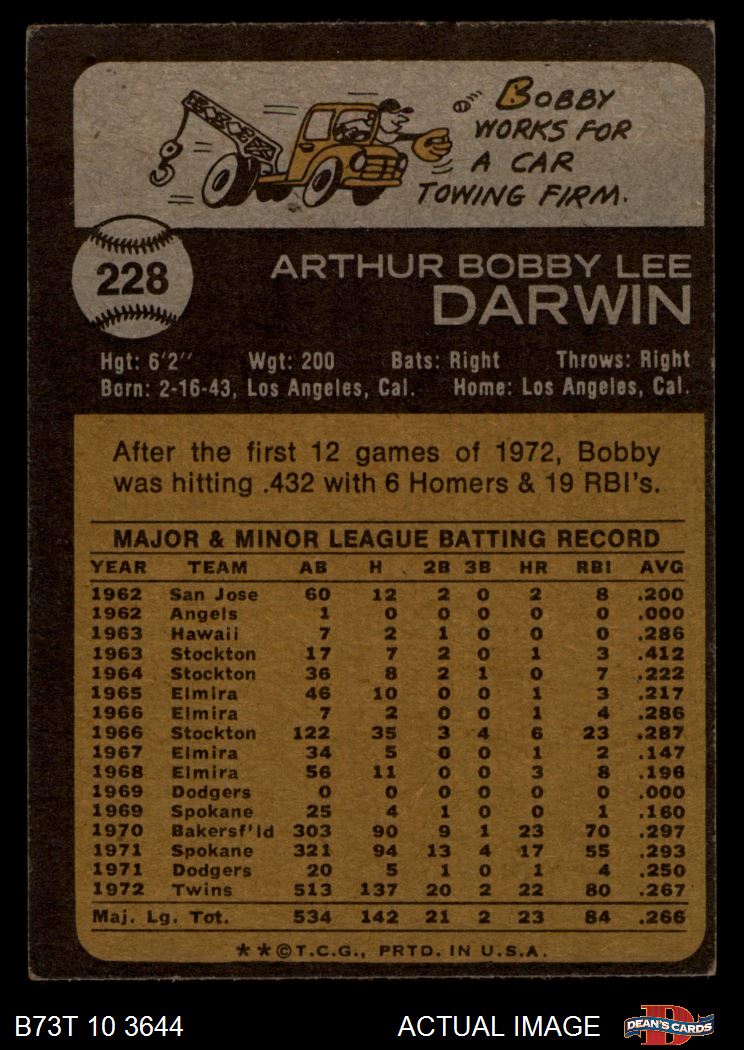 BOBBY
WORKS FOR
A CAR
TOWING FIRM.
228
ARTHUR BOBBY LEE
DARWIN
Hgt: 6'2" Wgt: 200 Bats: Right Throws: Right
Born: 2-16-43, Los Angeles, Cal. Home: Los Angeles, Cal.
After the first 12 games of 1972, Bobby
was hitting .432 with 6 Homers & 19 RBI's.
MAJOR & MINOR LEAGUE BATTING RECORD
YEAR TEAM AB H 2B 3B HR RBI AVG
1962 San Jose 60 12 2 0 2 8 .200
1962 Angels 1 0 0 0 0 0 .000
1963 Hawaii 7 2 1 0 0 0 .286
1963 Stockton 17 7 2 0 1 3 .412
1964 Stockton 36 8 2 1 0 7 .222
1965 Elmira 46 10 0 0 1 3 .217
1966 Elmira 7 2 0 0 1 4 .286
1966 Stockton 122 35 3 4 6 23 .287
1967 Elmira 34 5 0 0 1 2 .147
1968 Elmira 56 11 0 0 3 8 .196
1969 Dodgers 0 0 0 0 0 0 .000
1969 Spokane 25 4 1 0 0 1 .160
1970 Bakersf'ld 303 90 9 1 23 70 .297
1971 Spokane 321 94 13 4 17 55 .293
1971 Dodgers 20 5 1 0 1 4 .250
1972 Twins 513 137 20 2 22 80 .267
Maj. Lg. Tot. 534 142 21 2 23 84 .266
**©T.C.G., PRTD. IN U.S.A.
B73T 10 3644 ACTUAL IMAGE D DEAN'S CARDS